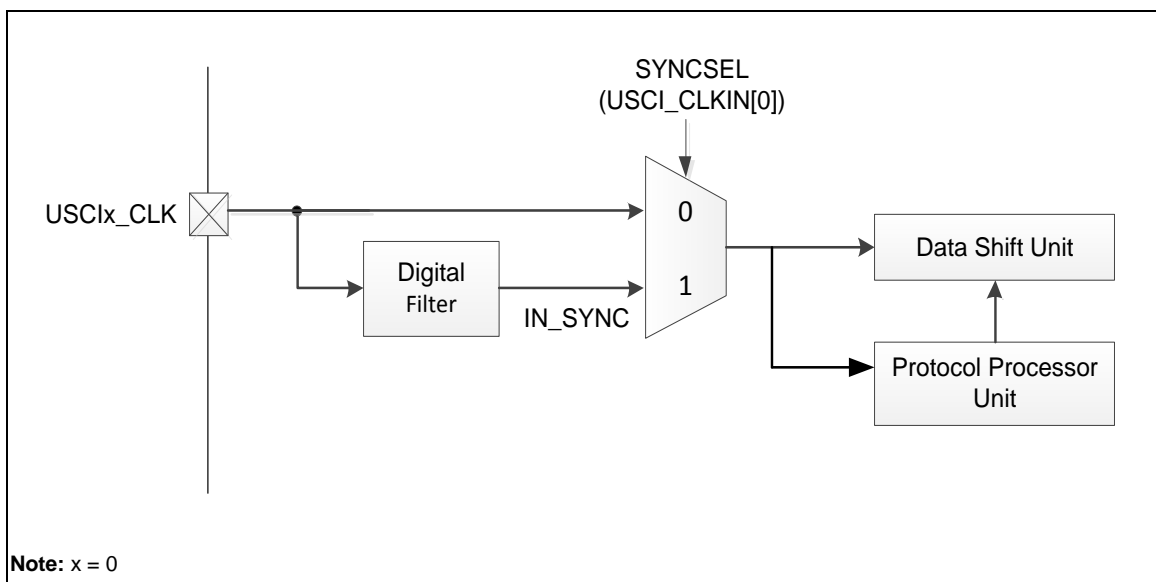 SYNCSEL
(USCI_CLKIN[0])
USCIx_CLK
0
Data Shift Unit
Digital
Filter
1
IN_SYNC
Protocol Processor
Unit
Note: x = 0